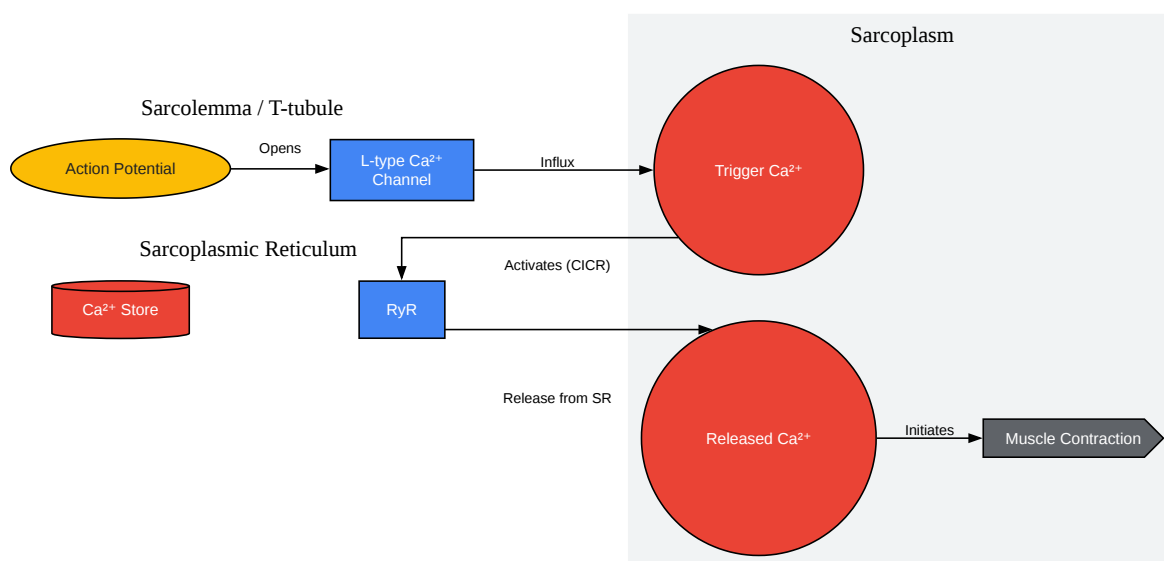 Sarcoplasm
Sarcolemma / T-tubule
Action Potential
Opens
L-type Ca²⁺
Channel
Influx
Trigger Ca²⁺
Sarcoplasmic Reticulum
Activates (CICR)
Ca²⁺ Store
RyR
Release from SR
Released Ca²⁺
Initiates
Muscle Contraction